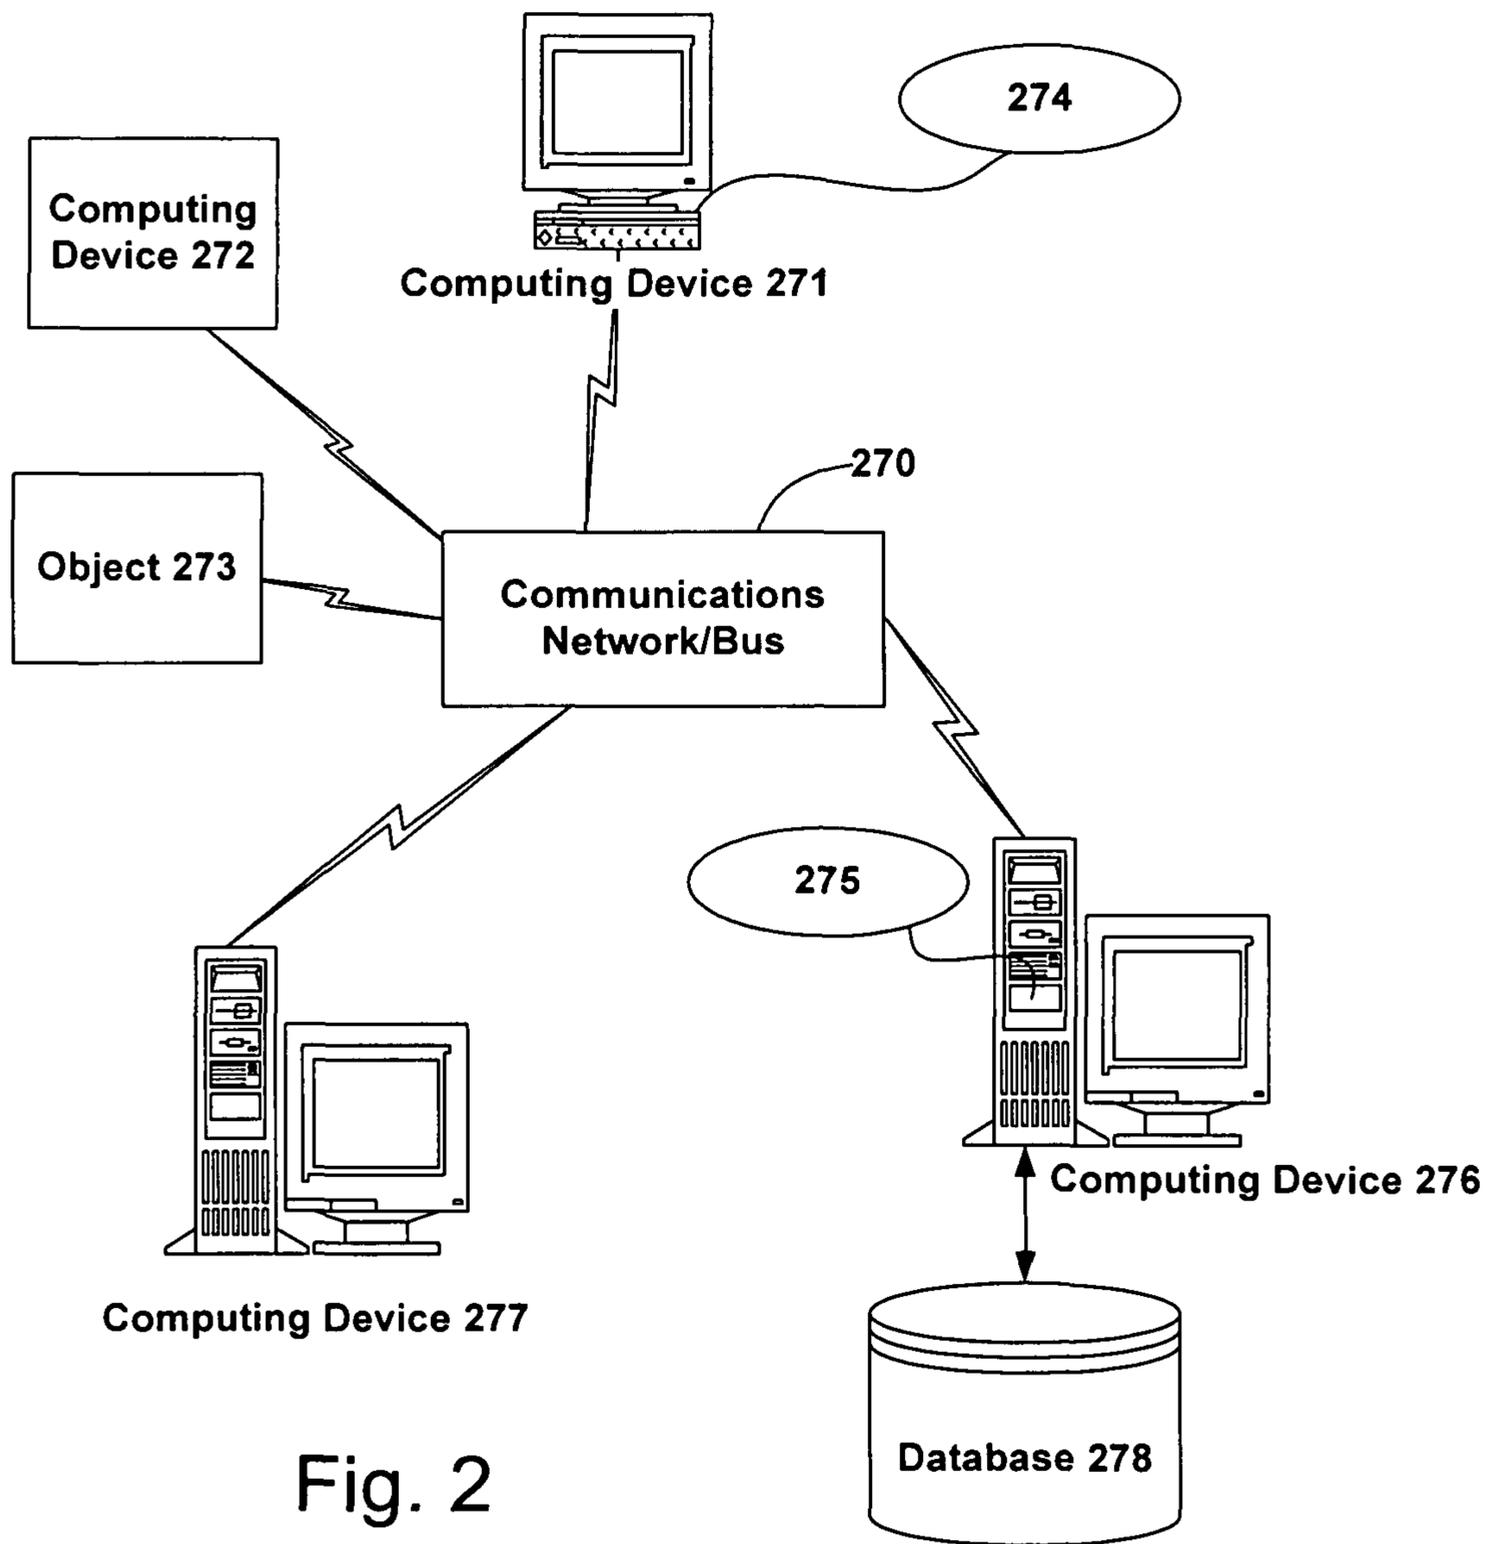 274
Computing
Device 272
Computing Device 271
270
Object 273
Communications
Network/Bus
275
Computing Device 276
Computing Device 277
Database 278
Fig. 2